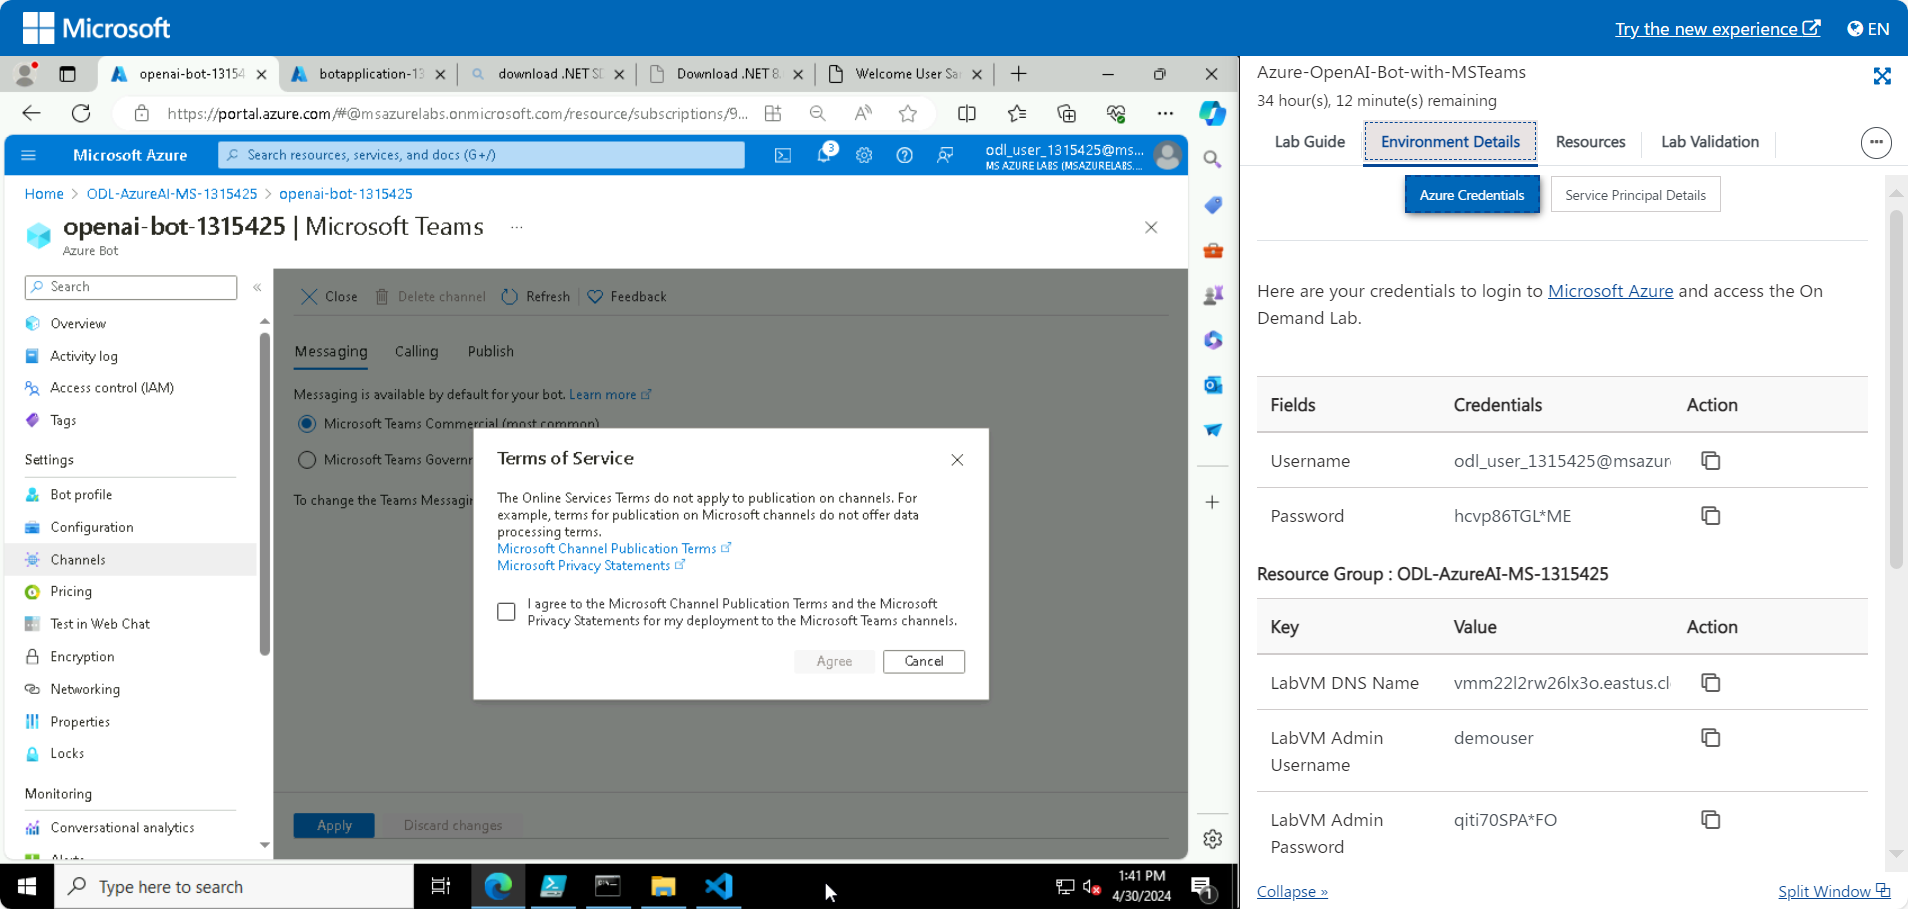 Microsoft
Try the new experience
EN
openai-bot-13154
botapplication-13
download .NET SD
Download .NET 8.
Welcome User Sa
https://portal.azure.com/#@msazurelabs.onmicrosoft.com/resource/subscriptions/9...
Microsoft Azure
Search resources, services, and docs (G+/)
3
odl_user_1315425@ms...
MS AZURE LABS (MSAZURELABS....
Home > ODL-AzureAI-MS-1315425 > openai-bot-1315425
openai-bot-1315425 | Microsoft Teams ...
Azure Bot
Search
«
Overview
Activity log
Access control (IAM)
Tags
Settings
Bot profile
Configuration
Channels
Pricing
Test in Web Chat
Encryption
Networking
Properties
Locks
Monitoring
Conversational analytics
Alerts
Close
Delete channel
Refresh
Feedback
Messaging
Calling
Publish
Messaging is available by default for your bot. Learn more
Microsoft Teams Commercial (most common)
Microsoft Teams Governm
To change the Teams Messagin
Terms of Service
The Online Services Terms do not apply to publication on channels. For
example, terms for publication on Microsoft channels do not offer data
processing terms.
Microsoft Channel Publication Terms
Microsoft Privacy Statements
I agree to the Microsoft Channel Publication Terms and the Microsoft
Privacy Statements for my deployment to the Microsoft Teams channels.
Agree
Cancel
Apply
Discard changes
Type here to search
1:41 PM
4/30/2024
1
Azure-OpenAI-Bot-with-MSTeams
34 hour(s), 12 minute(s) remaining
Lab Guide
Environment Details
Resources
Lab Validation
Azure Credentials
Service Principal Details
Here are your credentials to login to Microsoft Azure and access the On
Demand Lab.
Fields Credentials Action
Username odl_user_1315425@msazur
Password hcvp86TGL*ME
Resource Group : ODL-AzureAI-MS-1315425
Key Value Action
LabVM DNS Name vmm22l2rw26lx3o.eastus.cl
LabVM Admin demouser
Username
LabVM Admin qiti70SPA*FO
Password
Collapse »
Split Window